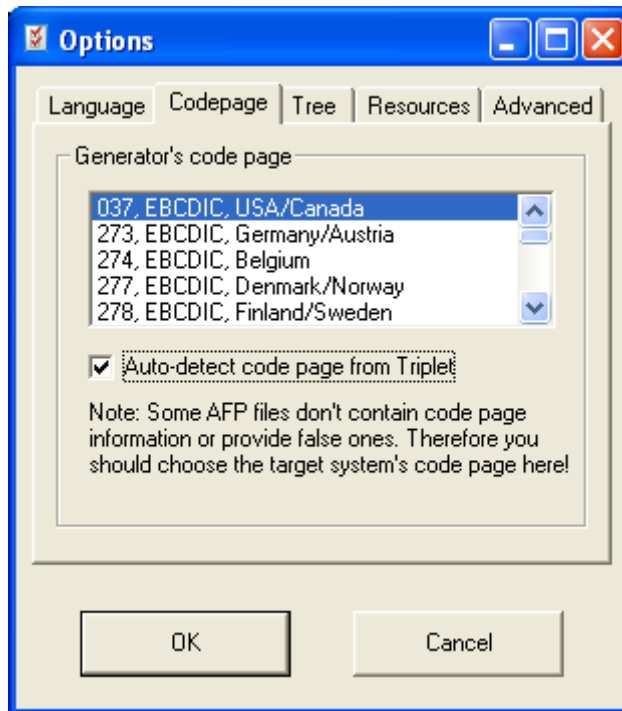 Options
Language Codepage Tree Resources Advanced
Generator's code page
037, EBCDIC, USA/Canada
273, EBCDIC, Germany/Austria
274, EBCDIC, Belgium
277, EBCDIC, Denmark/Norway
278, EBCDIC, Finland/Sweden
Auto-detect code page from Triplet
Note: Some AFP files don't contain code page
information or provide false ones. Therefore you
should choose the target system's code page here!
OK Cancel